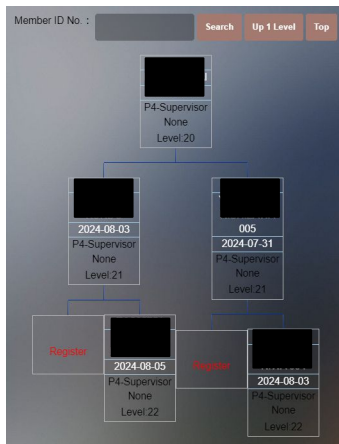 Member ID No. :
Search
Up 1 Level
Top
P4-Supervisor
None
Level:20
2024-08-03
P4-Supervisor
None
Level:21
005
2024-07-31
P4-Supervisor
None
Level:21
Register
2024-08-05
P4-Supervisor
None
Level:22
Register
2024-08-03
P4-Supervisor
None
Level:22